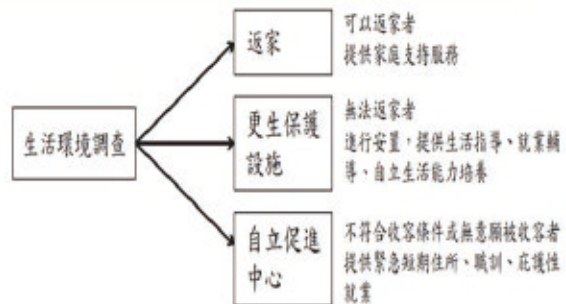 返家
可以返家者
提供家庭支持服務
生活環境調查
更生保護
設施
無法返家者
進行安置，提供生活指導、就業輔
導、自立生活能力培養
自立促進
中心
不符合收容條件或無意願被收容者
提供緊急短期住所、職訓、庇護性
就業